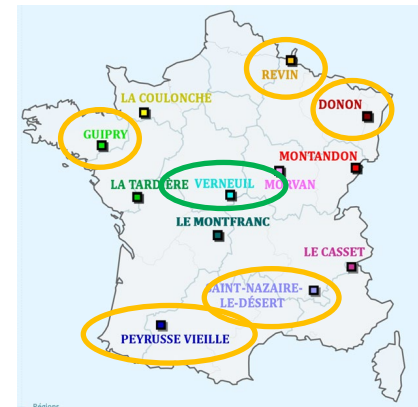 REVIN
LA COULONCHE
DONON
GUIPRY
MONTANDON
LA TARDIÈRE
VERNEUIL
MORVAN
LE MONTFRANC
LE CASSET
SAINT-NAZAIRE-
LE-DÉSERT
PEYRUSSE VIEILLE
Régions